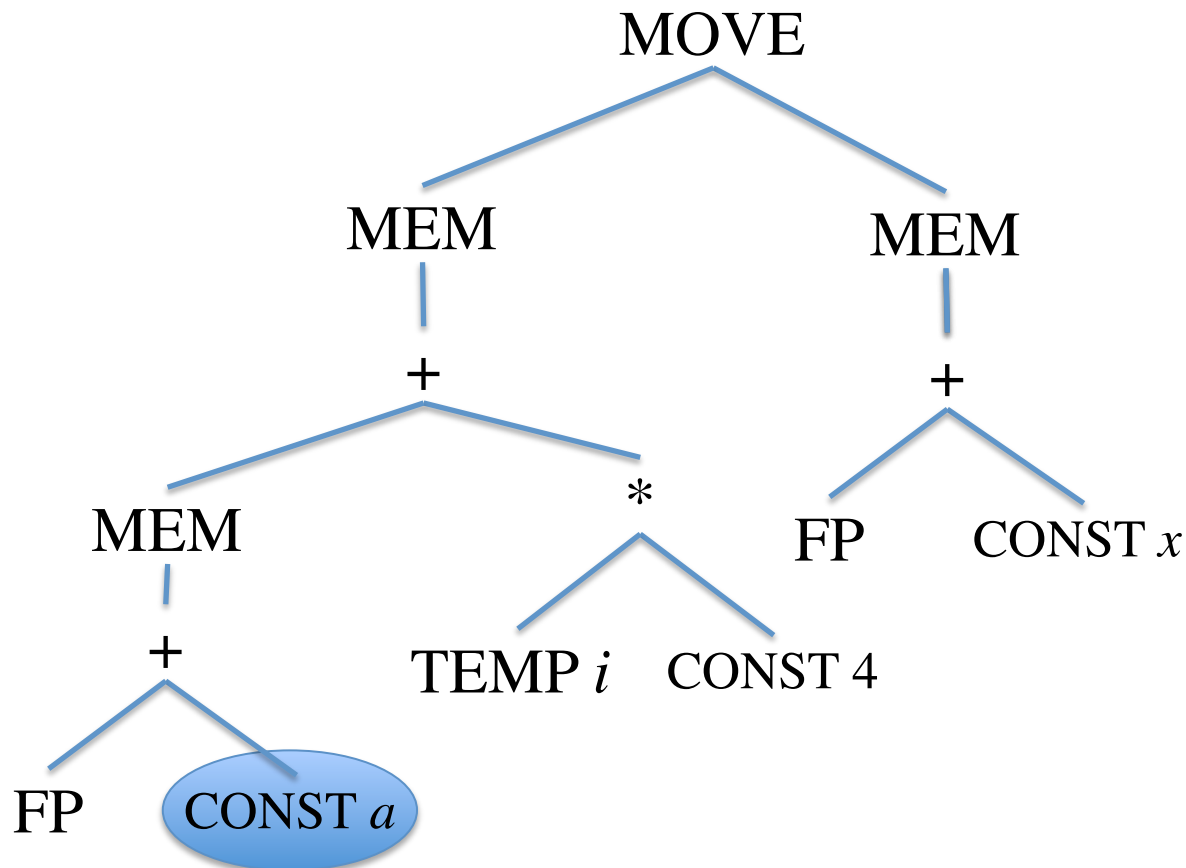 MOVE
MEM
MEM
+
+
MEM
*
FP
CONST x
+
TEMP i
CONST 4
FP
CONST a